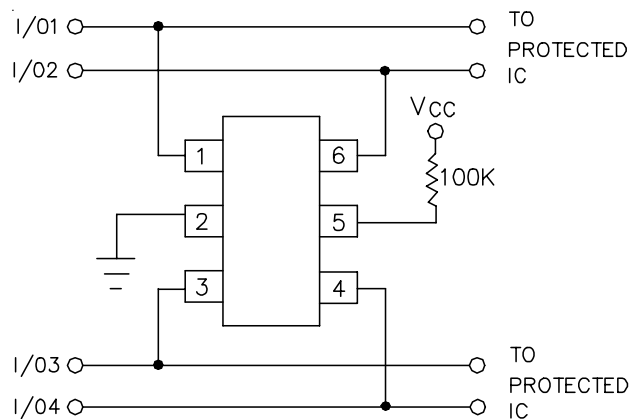 I/01
TO
PROTECTED
IC
I/02
VCC
100K
1
6
2
5
3
4
I/03
TO
PROTECTED
IC
I/04